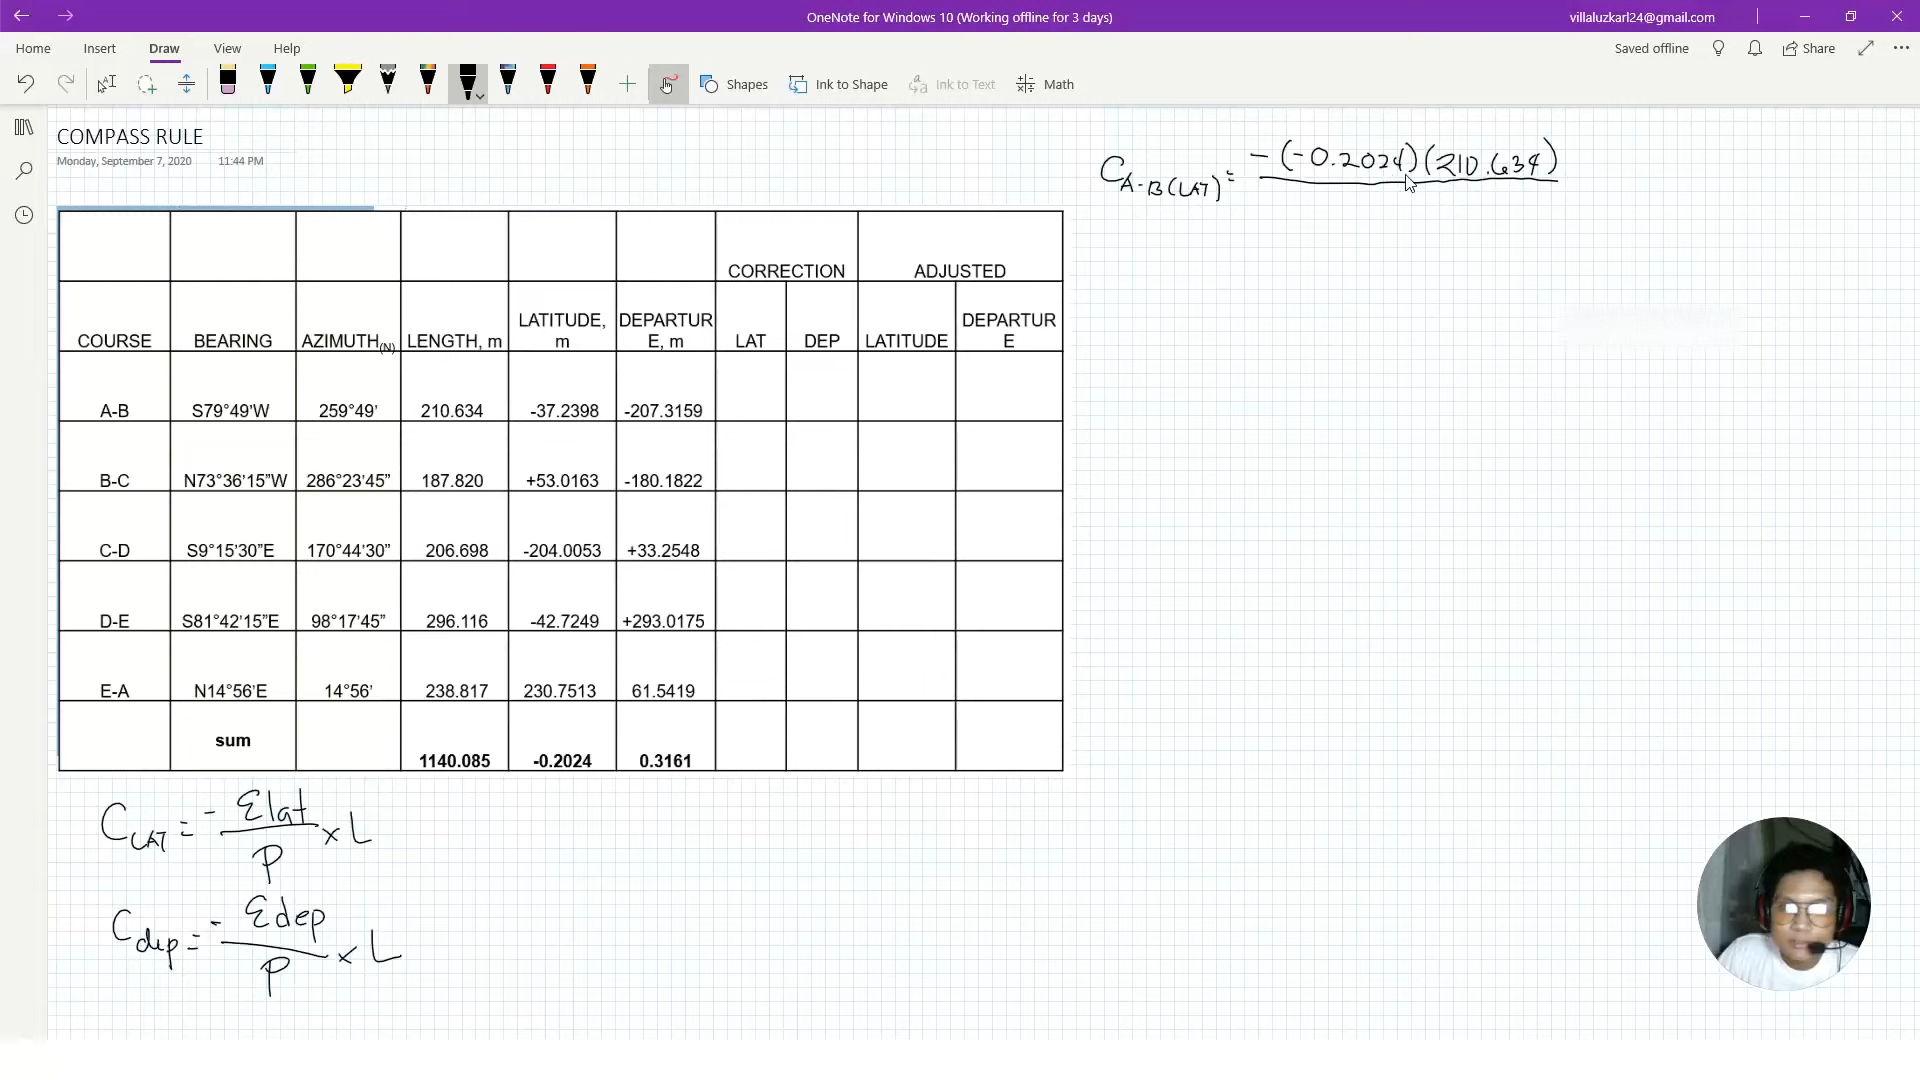 OneNote for Windows 10 (Working offline for 3 days)
villaluzkarl24@gmail.com
Home Insert Draw View Help
Saved offline Share
Shapes Ink to Shape Ink to Text Math
COMPASS RULE
Monday, September 7, 2020 11:44 PM
C A-B(LAT) = -(-0.2024)(210.634)
CORRECTION ADJUSTED
COURSE BEARING AZIMUTH(N) LENGTH, m LATITUDE, m DEPARTURE, m LAT DEP LATITUDE DEPARTURE
A-B S79°49'W 259°49' 210.634 -37.2398 -207.3159
B-C N73°36'15”W 286°23'45” 187.820 +53.0163 -180.1822
C-D S9°15'30”E 170°44'30” 206.698 -204.0053 +33.2548
D-E S81°42'15”E 98°17'45” 296.116 -42.7249 +293.0175
E-A N14°56'E 14°56' 238.817 230.7513 61.5419
sum 1140.085 -0.2024 0.3161
C LAT = - Σlat / P × L
C dep = - Σdep / P × L